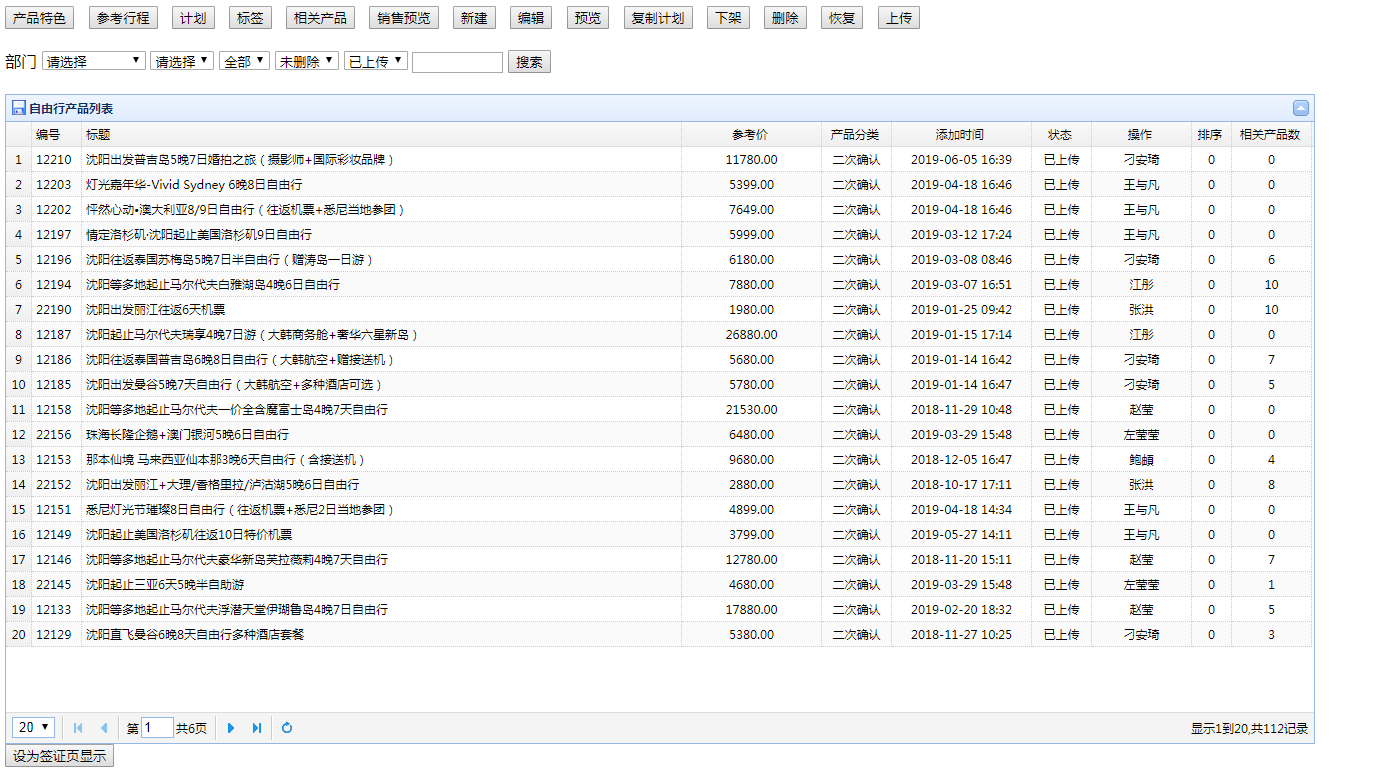 产品特色 参考行程 计划 标签 相关产品 销售预览 新建 编辑 预览 复制计划 下架 删除 恢复 上传
部门 请选择 请选择 全部 未删除 已上传 搜索
自由行产品列表
编号 标题 参考价 产品分类 添加时间 状态 操作 排序 相关产品数
1 12210 沈阳出发普吉岛5晚7日婚拍之旅（摄影师+国际彩妆品牌） 11780.00 二次确认 2019-06-05 16:39 已上传 刁安琦 0 0
2 12203 灯光嘉年华-Vivid Sydney 6晚8日自由行 5399.00 二次确认 2019-04-18 16:46 已上传 王与凡 0 0
3 12202 怦然心动•澳大利亚8/9日自由行（往返机票+悉尼当地参团） 7649.00 二次确认 2019-04-18 16:46 已上传 王与凡 0 0
4 12197 情定洛杉矶·沈阳起止美国洛杉矶9日自由行 5999.00 二次确认 2019-03-12 17:24 已上传 王与凡 0 0
5 12196 沈阳往返泰国苏梅岛5晚7日半自由行（赠涛岛一日游） 6180.00 二次确认 2019-03-08 08:46 已上传 刁安琦 0 6
6 12194 沈阳等多地起止马尔代夫白雅湖岛4晚6日自由行 7880.00 二次确认 2019-03-07 16:51 已上传 江彤 0 10
7 22190 沈阳出发丽江往返6天机票 1980.00 二次确认 2019-01-25 09:42 已上传 张洪 0 10
8 12187 沈阳起止马尔代夫瑞享4晚7日游（大韩商务舱+奢华六星新岛） 26880.00 二次确认 2019-01-15 17:14 已上传 江彤 0 0
9 12186 沈阳往返泰国普吉岛6晚8日自由行（大韩航空+赠接送机） 5680.00 二次确认 2019-01-14 16:42 已上传 刁安琦 0 7
10 12185 沈阳出发曼谷5晚7天自由行（大韩航空+多种酒店可选） 5780.00 二次确认 2019-01-14 16:47 已上传 刁安琦 0 5
11 12158 沈阳等多地起止马尔代夫一价全含魔富士岛4晚7天自由行 21530.00 二次确认 2018-11-29 10:48 已上传 赵莹 0 0
12 22156 珠海长隆企鹅+澳门银河5晚6日自由行 6480.00 二次确认 2019-03-29 15:48 已上传 左莹莹 0 0
13 12153 那本仙境 马来西亚仙本那3晚6天自由行（含接送机） 9680.00 二次确认 2018-12-05 16:47 已上传 鲍頔 0 4
14 22152 沈阳出发丽江+大理/香格里拉/泸沽湖5晚6日自由行 2880.00 二次确认 2018-10-17 17:11 已上传 张洪 0 8
15 12151 悉尼灯光节璀璨8日自由行（往返机票+悉尼2日当地参团） 4899.00 二次确认 2019-04-18 14:34 已上传 王与凡 0 0
16 12149 沈阳起止美国洛杉矶往返10日特价机票 3799.00 二次确认 2019-05-27 14:11 已上传 王与凡 0 0
17 12146 沈阳等多地起止马尔代夫豪华新岛芙拉薇莉4晚7天自由行 12780.00 二次确认 2018-11-20 15:11 已上传 赵莹 0 7
18 22145 沈阳起止三亚6天5晚半自助游 4680.00 二次确认 2019-03-29 15:48 已上传 左莹莹 0 1
19 12133 沈阳等多地起止马尔代夫浮潜天堂伊瑚鲁岛4晚7日自由行 17880.00 二次确认 2019-02-20 18:32 已上传 赵莹 0 5
20 12129 沈阳直飞曼谷6晚8天自由行多种酒店套餐 5380.00 二次确认 2018-11-27 10:25 已上传 刁安琦 0 3
20 第 1 共6页 显示1到20,共112记录
设为签证页显示